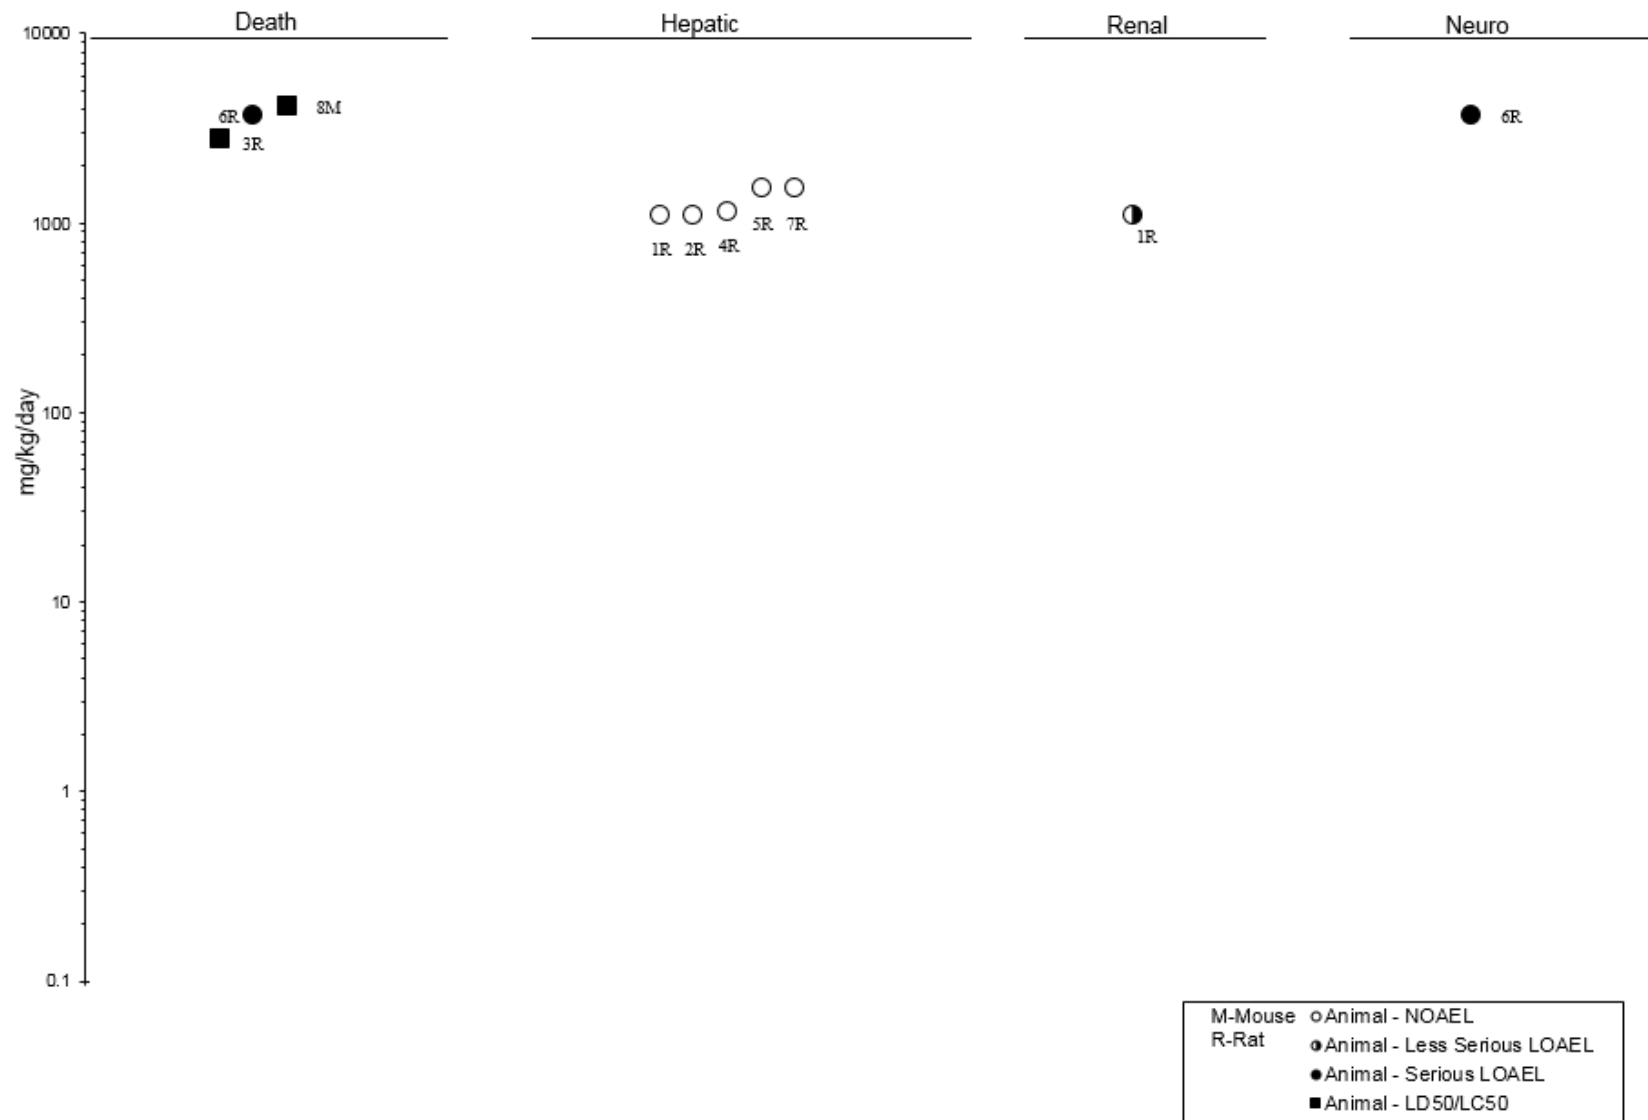 Death
Hepatic
Renal
Neuro
10000
1000
100
10
1
0.1
mg/kg/day
6R
8M
3R
1R
2R
4R
5R
7R
1R
6R
M-Mouse
R-Rat
Animal - NOAEL
Animal - Less Serious LOAEL
Animal - Serious LOAEL
Animal - LD50/LC50